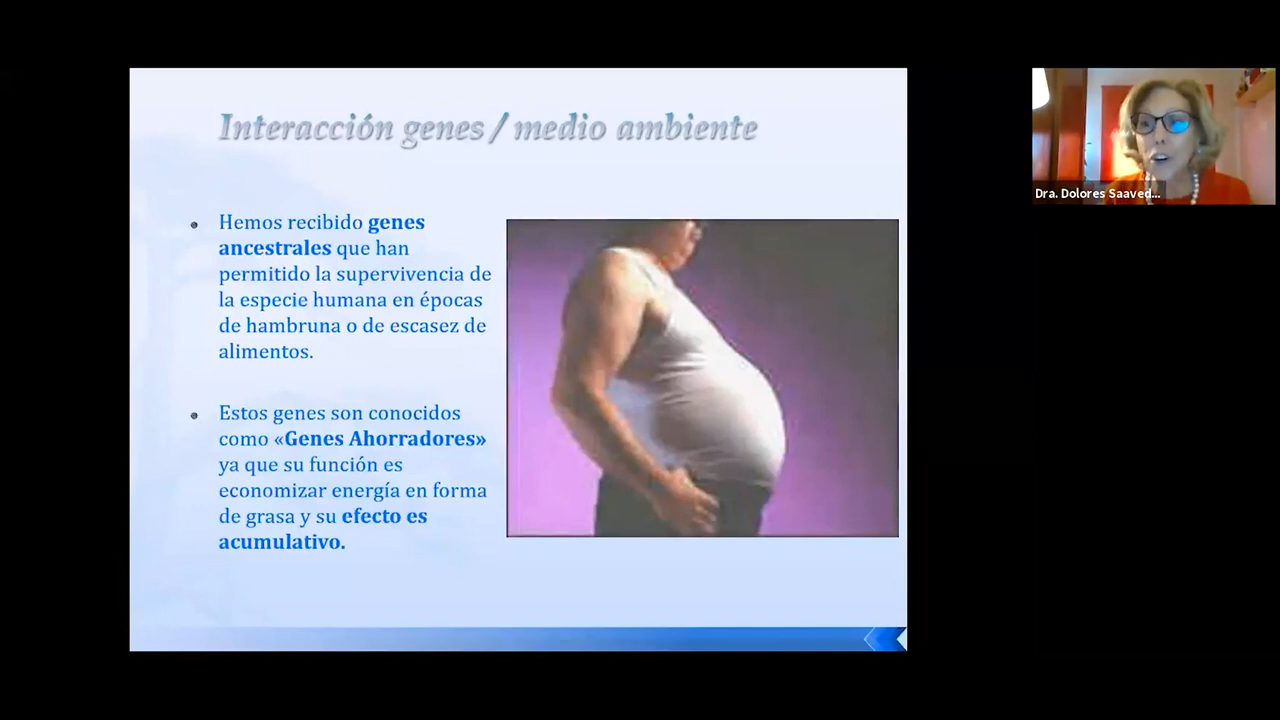 Interacción genes / medio ambiente
Hemos recibido genes
ancestrales que han
permitido la supervivencia de
la especie humana en épocas
de hambruna o de escasez de
alimentos.
Estos genes son conocidos
como «Genes Ahorradores»
ya que su función es
economizar energía en forma
de grasa y su efecto es
acumulativo.
Dra. Dolores Saaved...